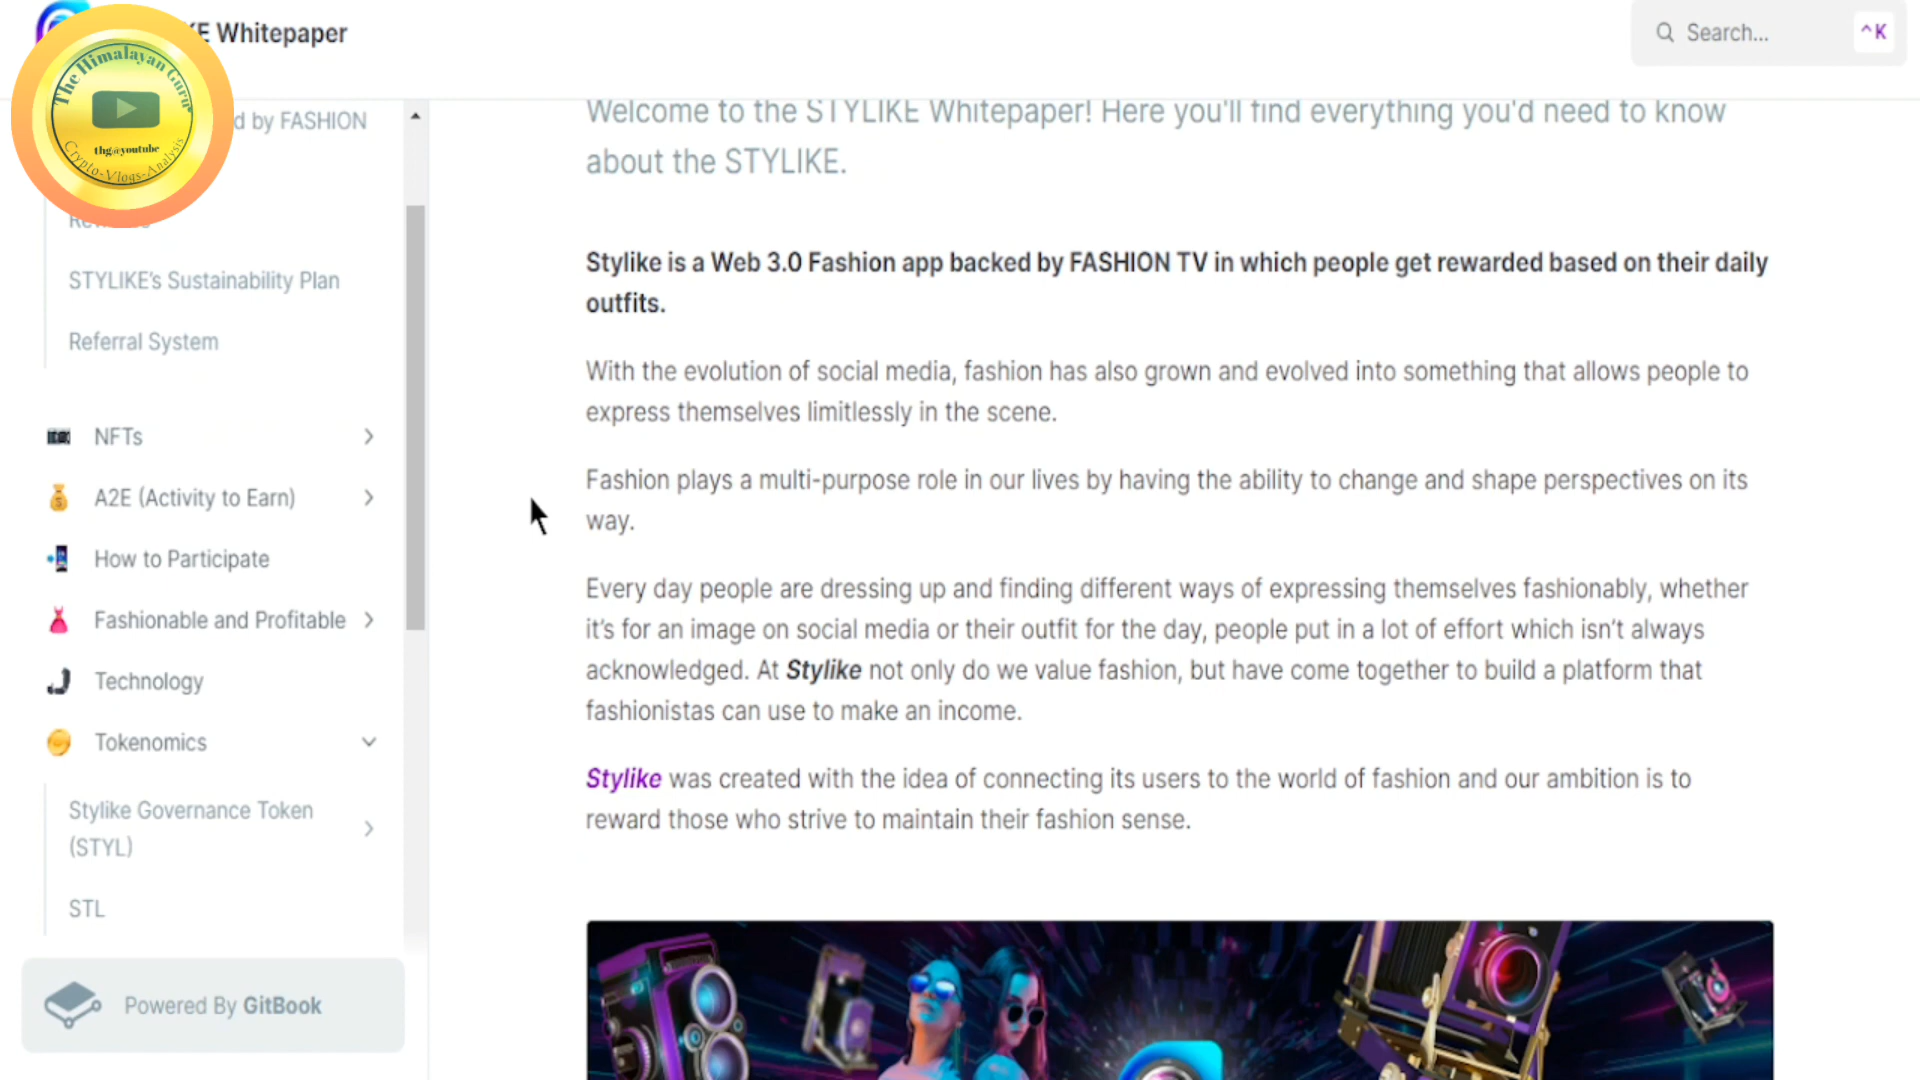 E Whitepaper
Search...
^ K
The Himalayan Guru
thg@youtube
Crypto-Vlogs-Analysis
d by FASHION
STYLIKE's Sustainability Plan
Referral System
NFTs
A2E (Activity to Earn)
How to Participate
Fashionable and Profitable
Technology
Tokenomics
Stylike Governance Token
(STYL)
STL
Powered By GitBook
Welcome to the STYLIKE Whitepaper! Here you'll find everything you'd need to know
about the STYLIKE.
Stylike is a Web 3.0 Fashion app backed by FASHION TV in which people get rewarded based on their daily
outfits.
With the evolution of social media, fashion has also grown and evolved into something that allows people to
express themselves limitlessly in the scene.
Fashion plays a multi-purpose role in our lives by having the ability to change and shape perspectives on its
way.
Every day people are dressing up and finding different ways of expressing themselves fashionably, whether
it’s for an image on social media or their outfit for the day, people put in a lot of effort which isn’t always
acknowledged. At Stylike not only do we value fashion, but have come together to build a platform that
fashionistas can use to make an income.
Stylike was created with the idea of connecting its users to the world of fashion and our ambition is to
reward those who strive to maintain their fashion sense.